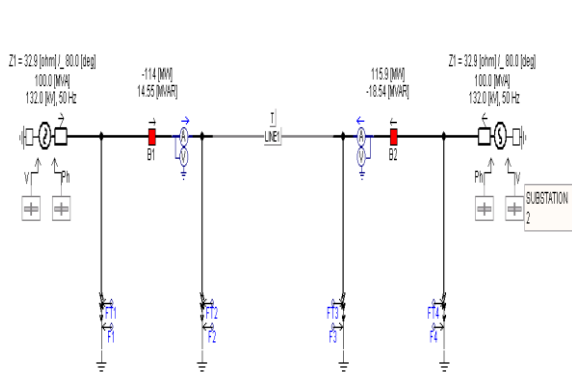 Z1 = 32.9 [ohm] /_ 80.0 [deg]
100.0 [MVA]
132.0 [kV], 50 Hz
-114 [MW]
14.55 [MVAR]
115.9 [MW]
-18.54 [MVAR]
Z1 = 32.9 [ohm] /_ 80.0 [deg]
100.0 [MVA]
132.0 [kV], 50 Hz
T
LINE1
A
V
A
V
B1
B2
V
Ph
Ph
V
SUBSTATION
2
FT1
F1
FT2
F2
FT3
F3
FT4
F4